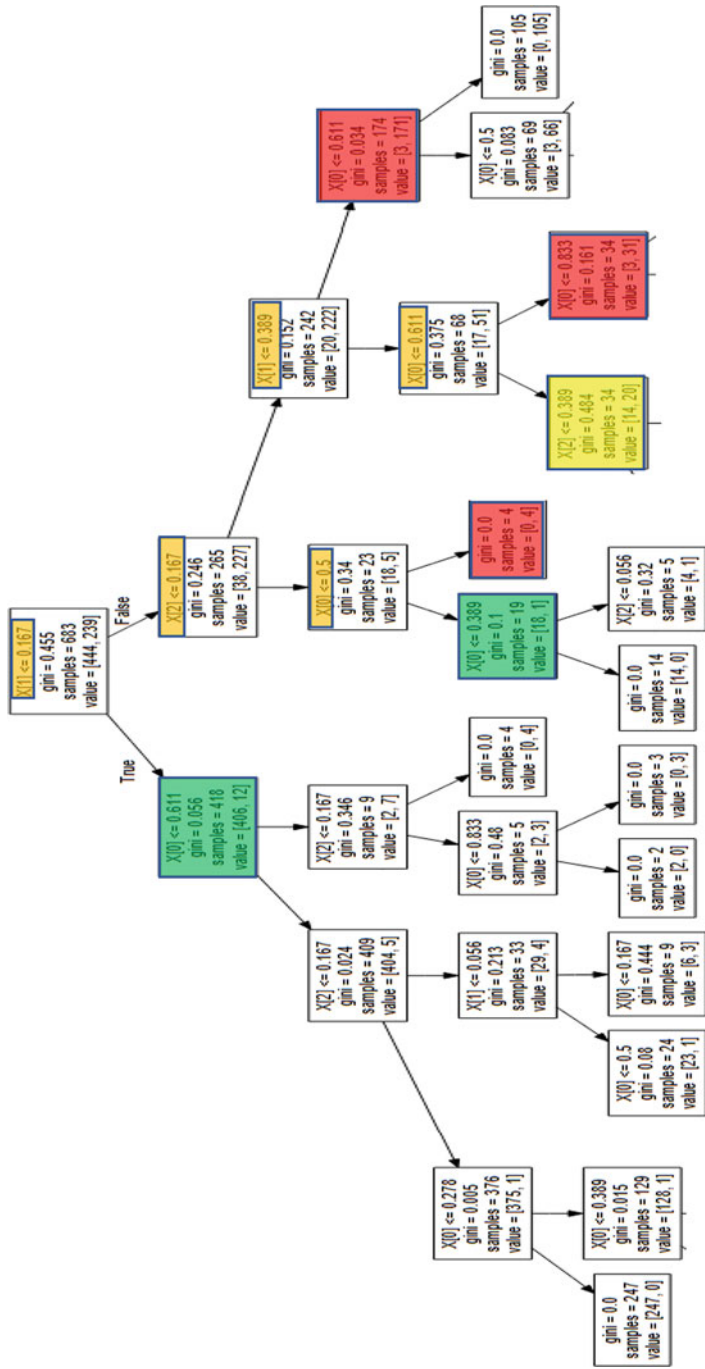 X[1] <= 0.167
gini = 0.455
samples = 683
value = [444, 239]
True
False
X[0] <= 0.611
gini = 0.056
samples = 418
value = [406, 12]
X[2] <= 0.167
gini = 0.246
samples = 265
value = [38, 227]
X[2] <= 0.167
gini = 0.024
samples = 409
value = [404, 5]
X[2] <= 0.167
gini = 0.346
samples = 9
value = [2, 7]
X[0] <= 0.5
gini = 0.34
samples = 23
value = [18, 5]
X[1] <= 0.389
gini = 0.152
samples = 242
value = [20, 222]
X[0] <= 0.611
gini = 0.034
samples = 174
value = [3, 171]
X[0] <= 0.278
gini = 0.005
samples = 376
value = [375, 1]
X[1] <= 0.056
gini = 0.213
samples = 33
value = [29, 4]
X[0] <= 0.833
gini = 0.48
samples = 5
value = [2, 3]
gini = 0.0
samples = 4
value = [0, 4]
X[0] <= 0.389
gini = 0.1
samples = 19
value = [18, 1]
gini = 0.0
samples = 4
value = [0, 4]
X[0] <= 0.611
gini = 0.375
samples = 68
value = [17, 51]
X[0] <= 0.5
gini = 0.083
samples = 69
value = [3, 66]
gini = 0.0
samples = 105
value = [0, 105]
gini = 0.0
samples = 247
value = [247, 0]
X[0] <= 0.389
gini = 0.015
samples = 129
value = [128, 1]
X[0] <= 0.5
gini = 0.08
samples = 24
value = [23, 1]
X[0] <= 0.167
gini = 0.444
samples = 9
value = [6, 3]
gini = 0.0
samples = 2
value = [2, 0]
gini = 0.0
samples = 3
value = [0, 3]
gini = 0.0
samples = 14
value = [14, 0]
X[2] <= 0.056
gini = 0.32
samples = 5
value = [4, 1]
X[2] <= 0.389
gini = 0.484
samples = 34
value = [14, 20]
X[0] <= 0.833
gini = 0.161
samples = 34
value = [3, 31]